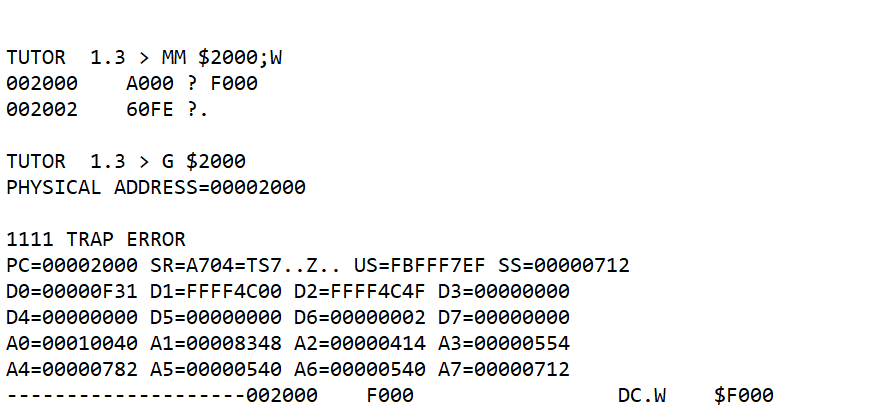 TUTOR  1.3 > MM $2000;W
002000    A000 ? F000
002002    60FE ?.
TUTOR  1.3 > G $2000
PHYSICAL ADDRESS=00002000
1111 TRAP ERROR
PC=00002000 SR=A704=TS7..Z.. US=FBFFF7EF SS=00000712
D0=00000F31 D1=FFFF4C00 D2=FFFF4C4F D3=00000000
D4=00000000 D5=00000000 D6=00000002 D7=00000000
A0=00010040 A1=00008348 A2=00000414 A3=00000554
A4=00000782 A5=00000540 A6=00000540 A7=00000712
--------------------002000    F000                 DC.W    $F000